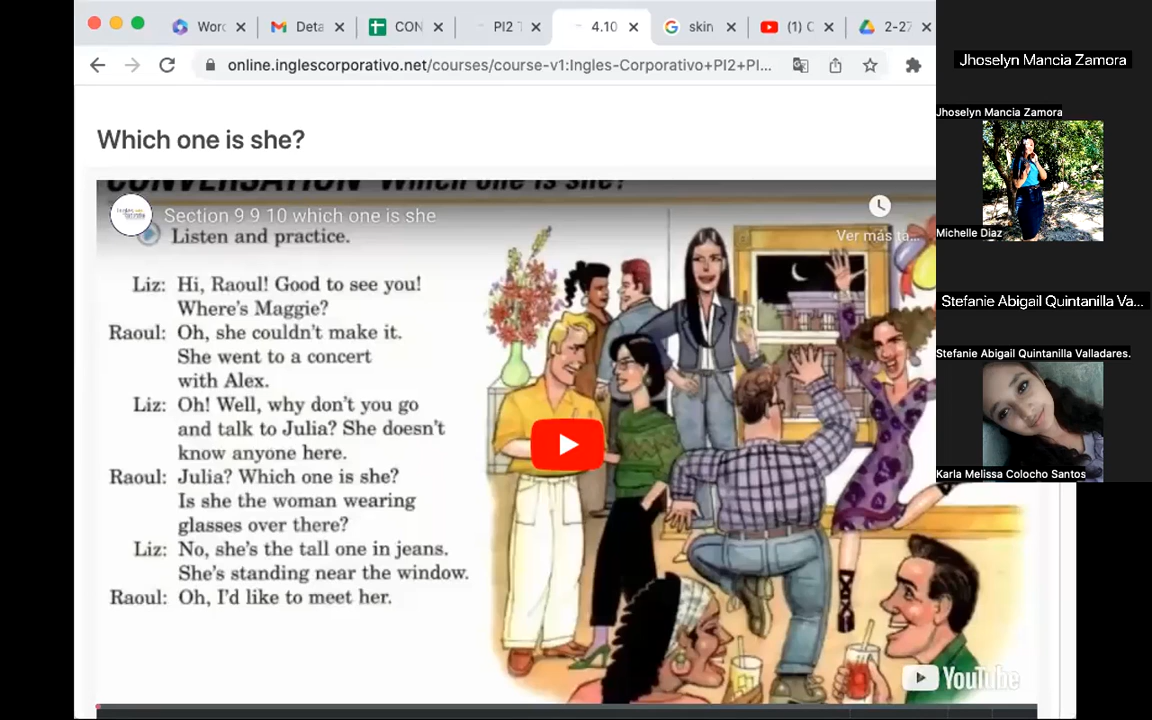 Word
Deta
CON
PI2 T
4.10
skin
(1) C
2-27
online.inglescorporativo.net/courses/course-v1:Ingles-Corporativo+PI2+PI...
Which one is she?
CONVERSATION Which one is she?
Section 9 9 10 which one is she
Ver más ta...
Listen and practice.
Liz: Hi, Raoul! Good to see you!
Where's Maggie?
Raoul: Oh, she couldn't make it.
She went to a concert
with Alex.
Liz: Oh! Well, why don't you go
and talk to Julia? She doesn't
know anyone here.
Raoul: Julia? Which one is she?
Is she the woman wearing
glasses over there?
Liz: No, she's the tall one in jeans.
She's standing near the window.
Raoul: Oh, I'd like to meet her.
YouTube
Jhoselyn Mancia Zamora
Jhoselyn Mancia Zamora
Michelle Diaz
Stefanie Abigail Quintanilla Va...
Stefanie Abigail Quintanilla Valladares.
Karla Melissa Colocho Santos